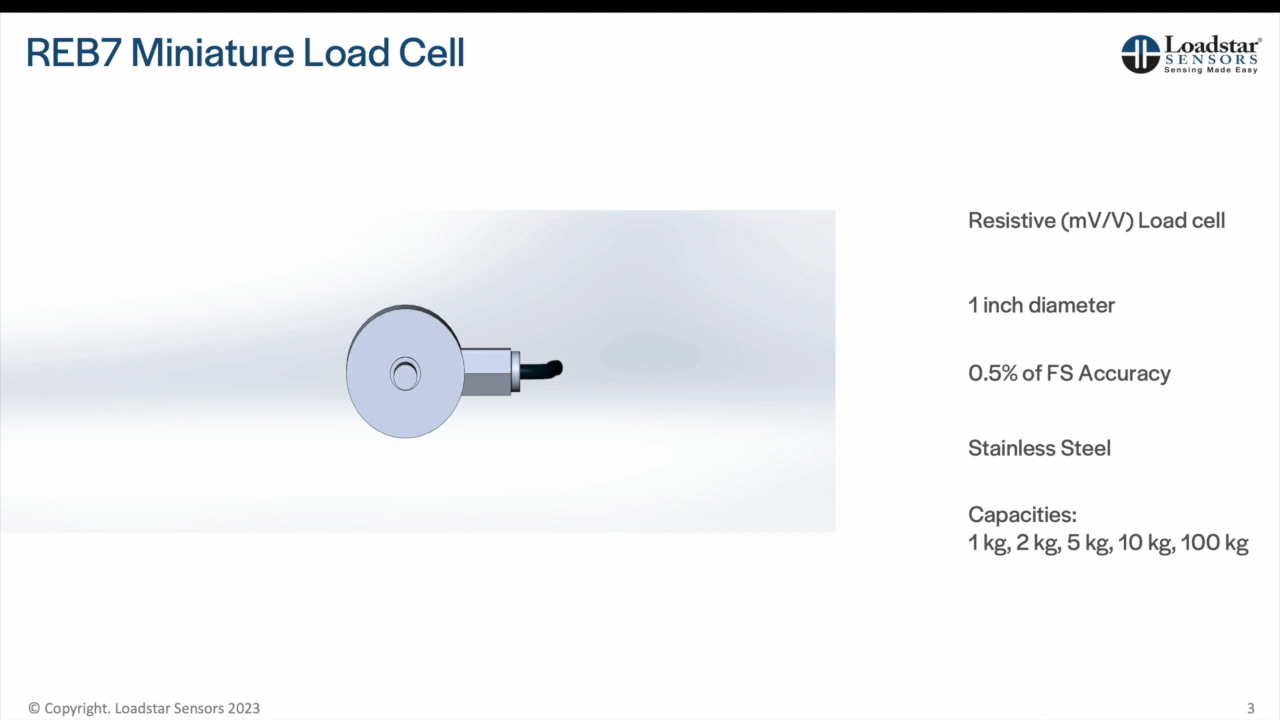 REB7 Miniature Load Cell
Loadstar®
SENSORS
Sensing Made Easy
Resistive (mV/V) Load cell
1 inch diameter
0.5% of FS Accuracy
Stainless Steel
Capacities:
1 kg, 2 kg, 5 kg, 10 kg, 100 kg
© Copyright. Loadstar Sensors 2023
3